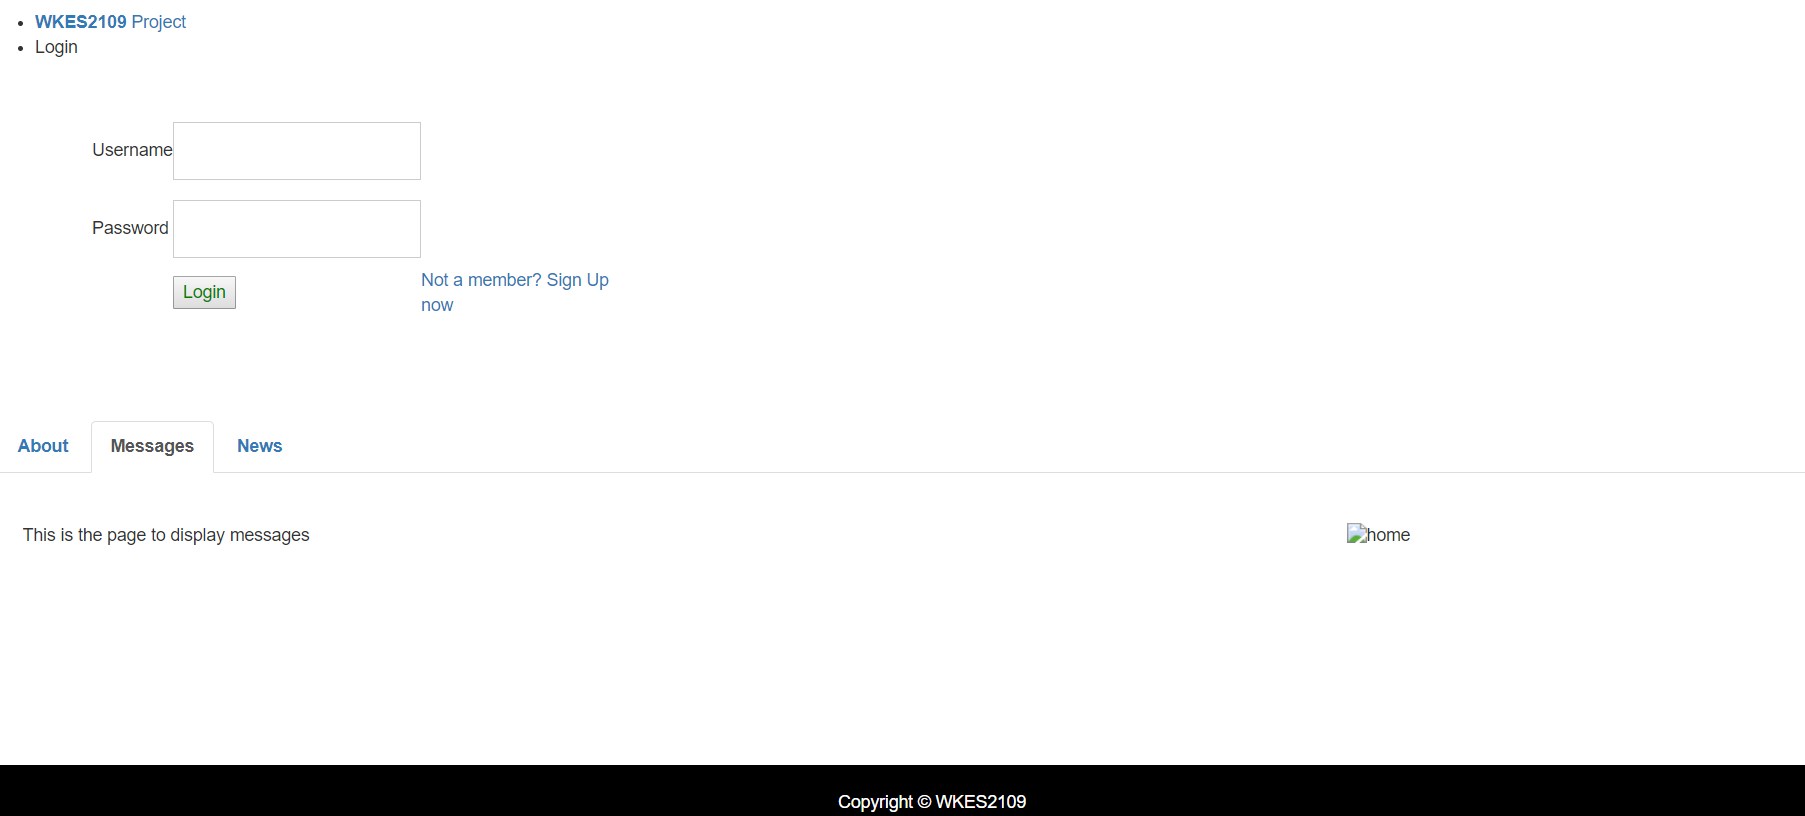 WKES2109 Project
Login
Username
Password
Login
Not a member? Sign Up
now
About Messages News
This is the page to display messages
home
Copyright © WKES2109